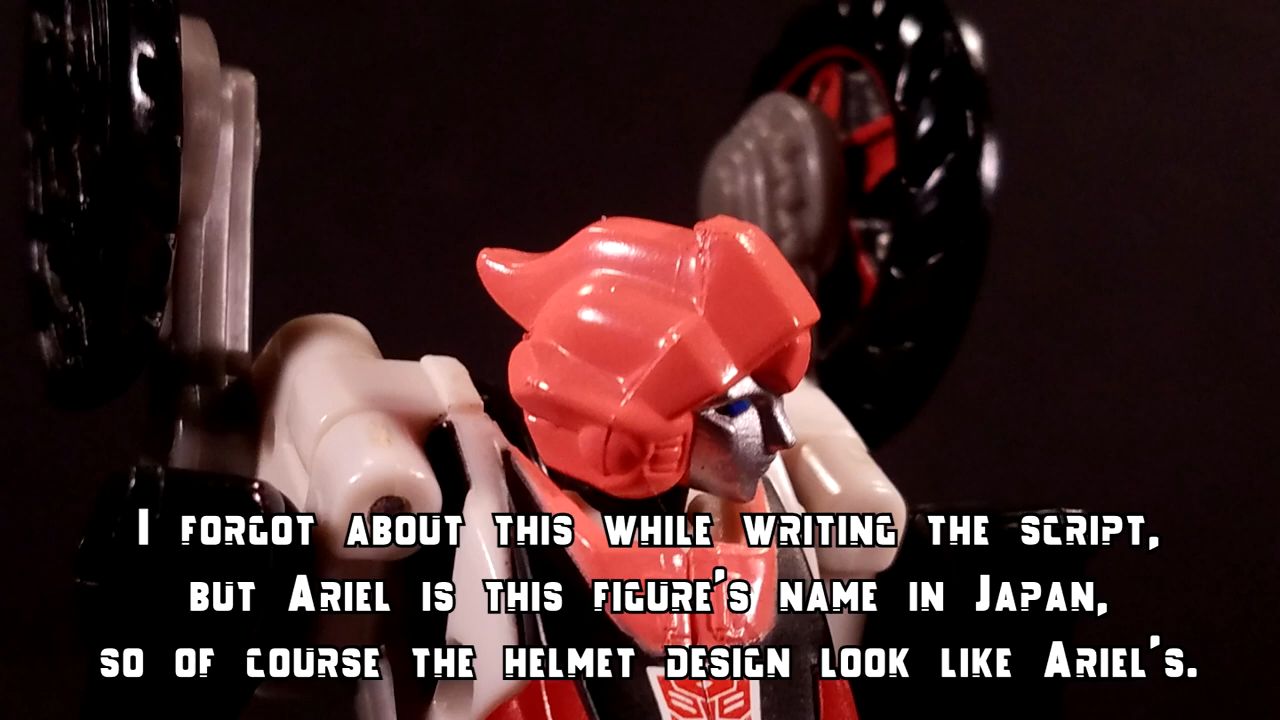 I forgot about this while writing the script,
but Ariel is this figure's name in Japan,
so of course the helmet design look like Ariel's.